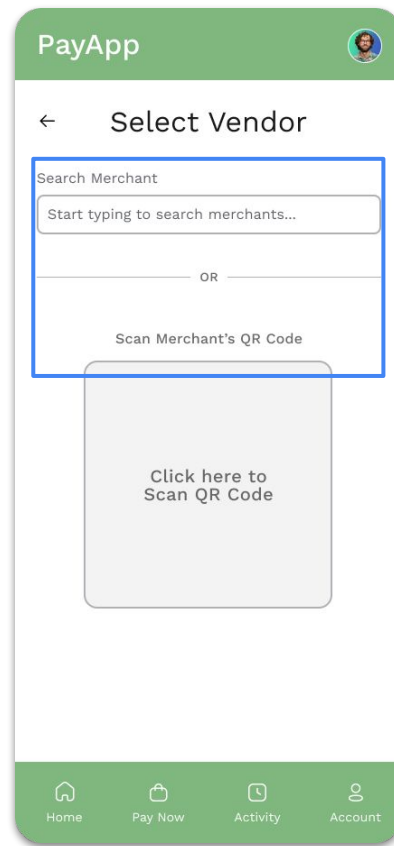 PayApp
← Select Vendor
Search Merchant
Start typing to search merchants...
OR
Scan Merchant's QR Code
Click here to
Scan QR Code
Home Pay Now Activity Account